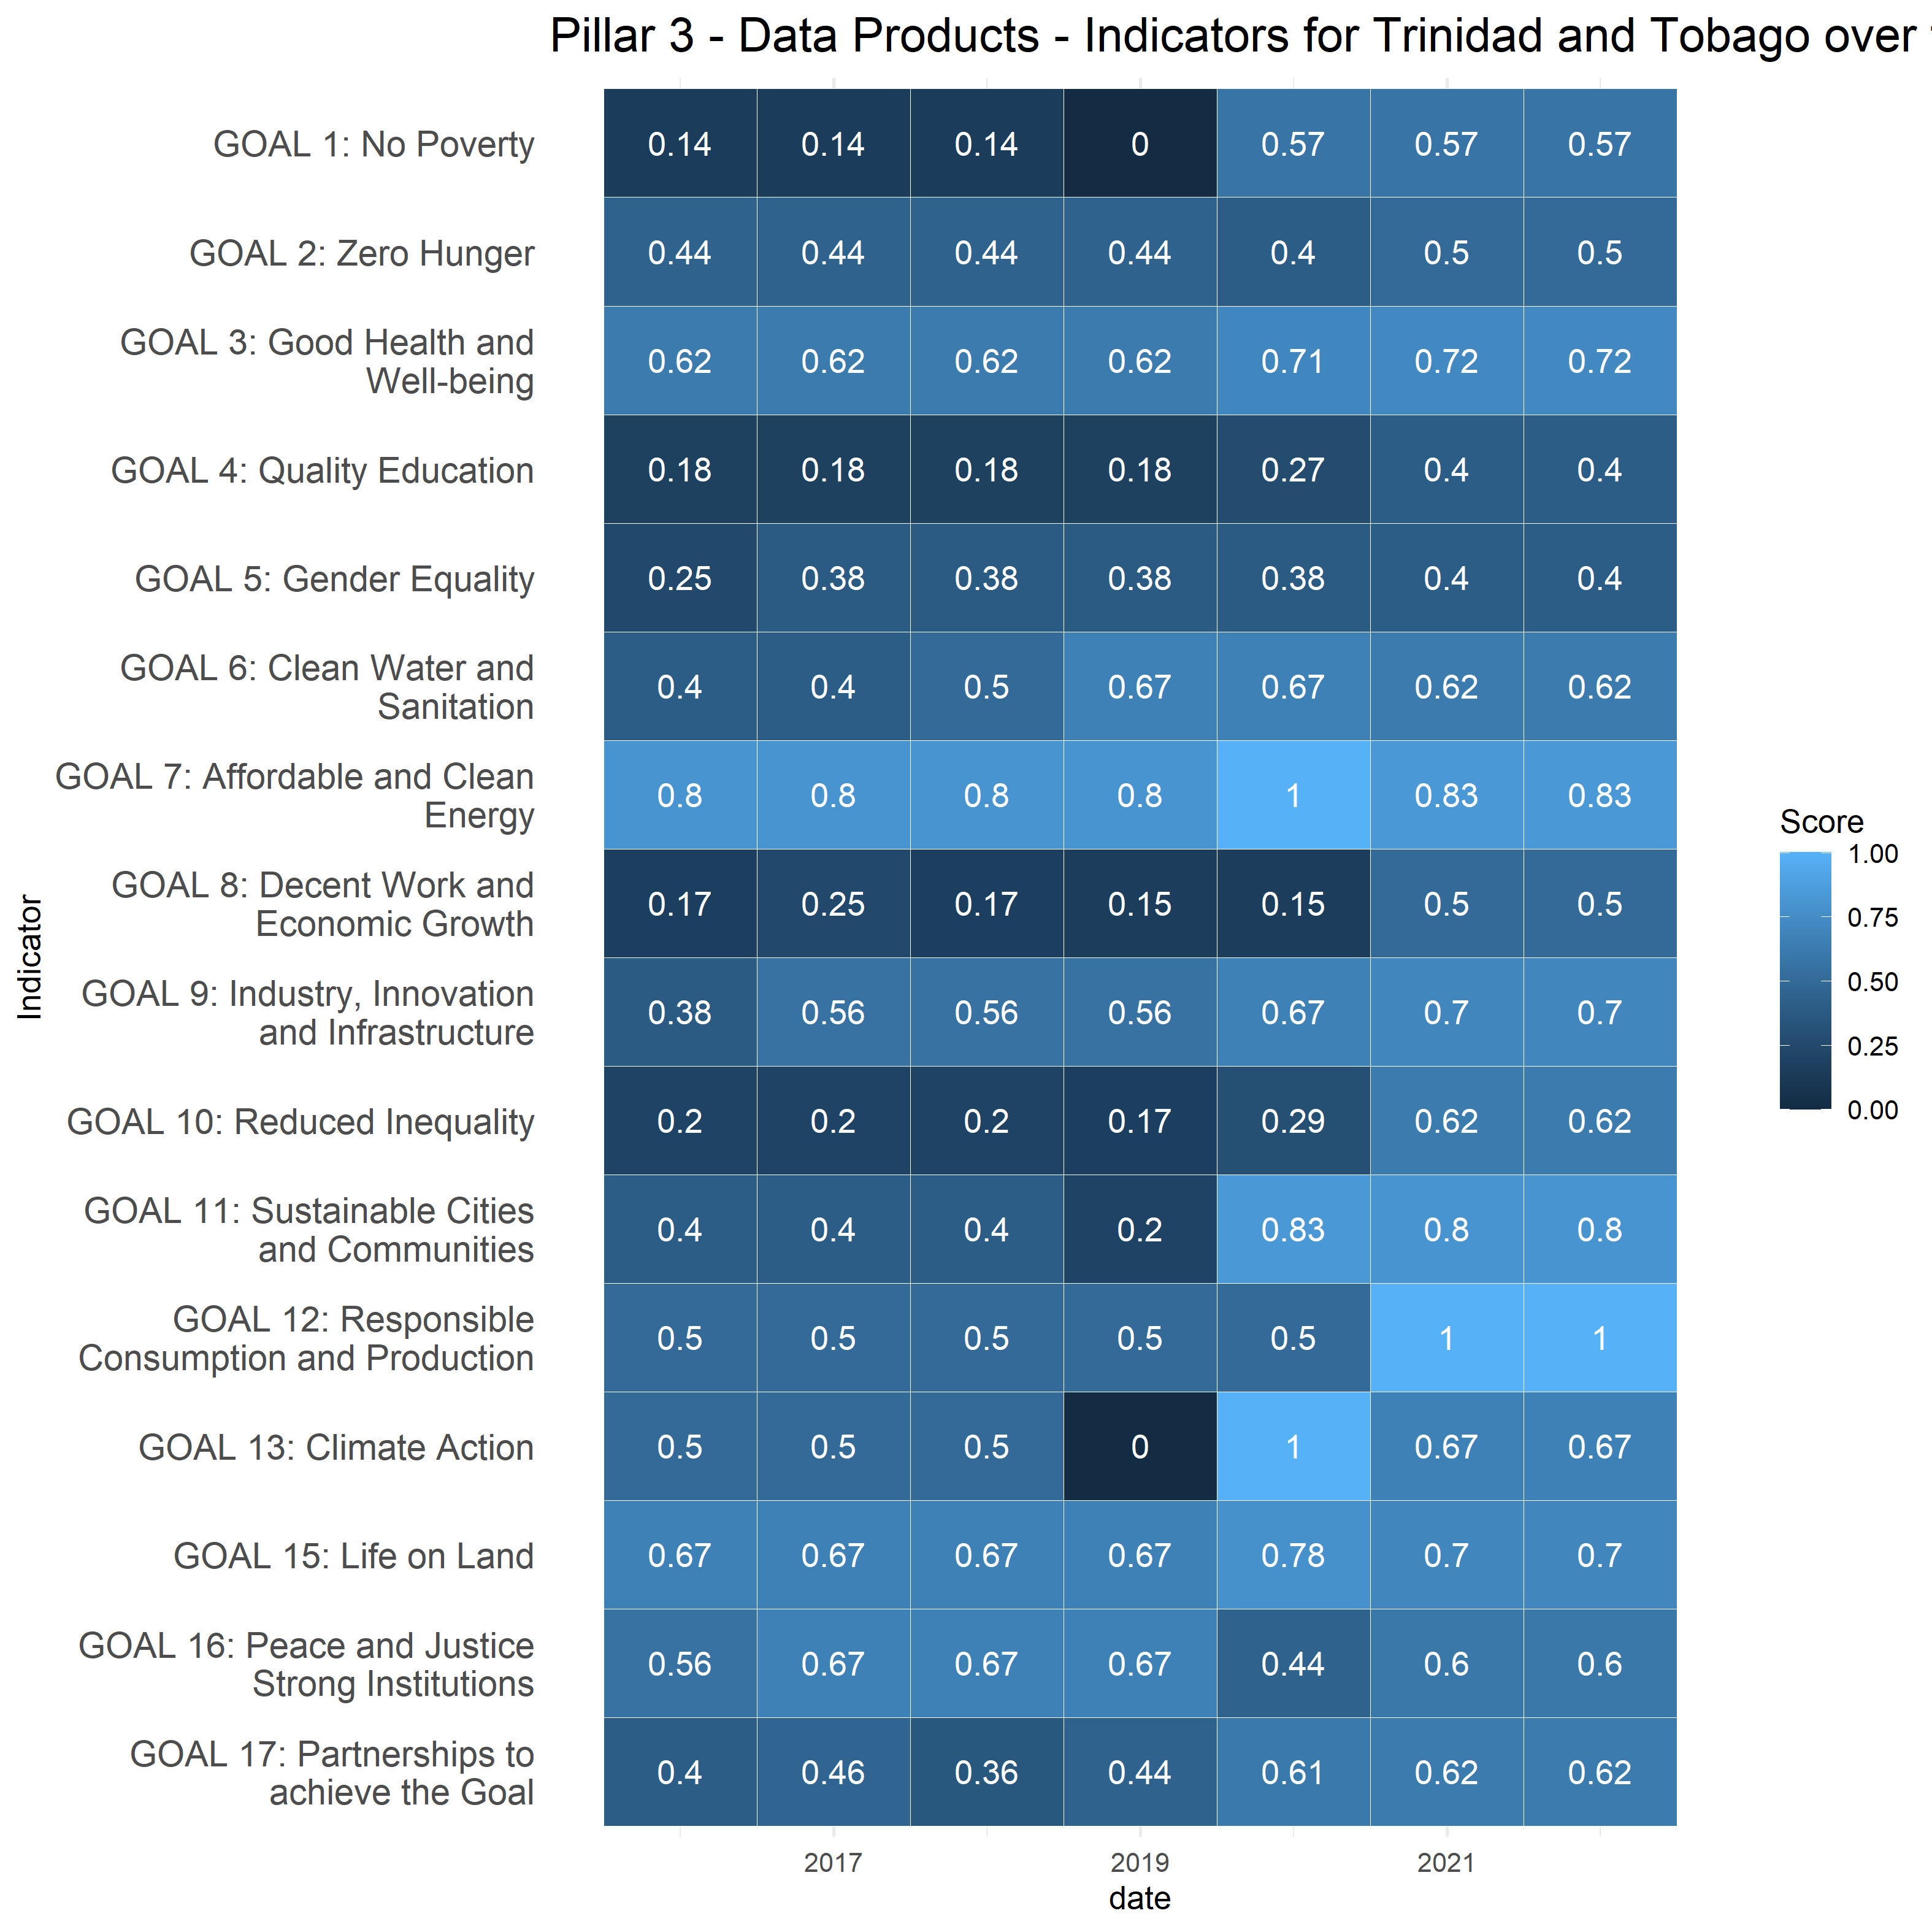 Pillar 3 - Data Products - Indicators for Trinidad and Tobago over
GOAL 1: No Poverty 0.14 0.14 0.14 0 0.57 0.57 0.57
GOAL 2: Zero Hunger 0.44 0.44 0.44 0.44 0.4 0.5 0.5
GOAL 3: Good Health and
Well-being
0.62 0.62 0.62 0.62 0.71 0.72 0.72
GOAL 4: Quality Education 0.18 0.18 0.18 0.18 0.27 0.4 0.4
GOAL 5: Gender Equality 0.25 0.38 0.38 0.38 0.38 0.4 0.4
GOAL 6: Clean Water and
Sanitation
0.4 0.4 0.5 0.67 0.67 0.62 0.62
GOAL 7: Affordable and Clean
Energy
0.8 0.8 0.8 0.8 1 0.83 0.83
GOAL 8: Decent Work and
Economic Growth
0.17 0.25 0.17 0.15 0.15 0.5 0.5
GOAL 9: Industry, Innovation
and Infrastructure
0.38 0.56 0.56 0.56 0.67 0.7 0.7
GOAL 10: Reduced Inequality 0.2 0.2 0.2 0.17 0.29 0.62 0.62
GOAL 11: Sustainable Cities
and Communities
0.4 0.4 0.4 0.2 0.83 0.8 0.8
GOAL 12: Responsible
Consumption and Production
0.5 0.5 0.5 0.5 0.5 1 1
GOAL 13: Climate Action 0.5 0.5 0.5 0 1 0.67 0.67
GOAL 15: Life on Land 0.67 0.67 0.67 0.67 0.78 0.7 0.7
GOAL 16: Peace and Justice
Strong Institutions
0.56 0.67 0.67 0.67 0.44 0.6 0.6
GOAL 17: Partnerships to
achieve the Goal
0.4 0.46 0.36 0.44 0.61 0.62 0.62
2017 2019 2021
date
Indicator
Score
1.00
0.75
0.50
0.25
0.00